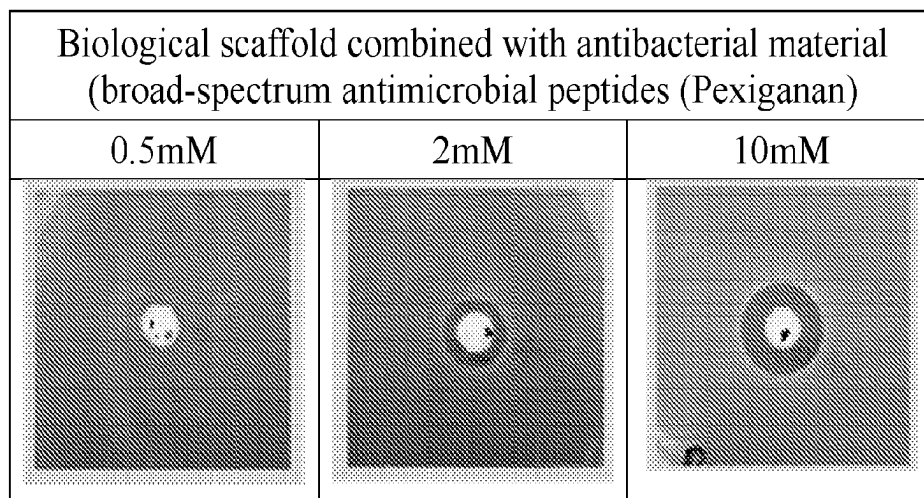 Biological scaffold combined with antibacterial material
(broad-spectrum antimicrobial peptides (Pexiganan)
0.5mM
2mM
10mM